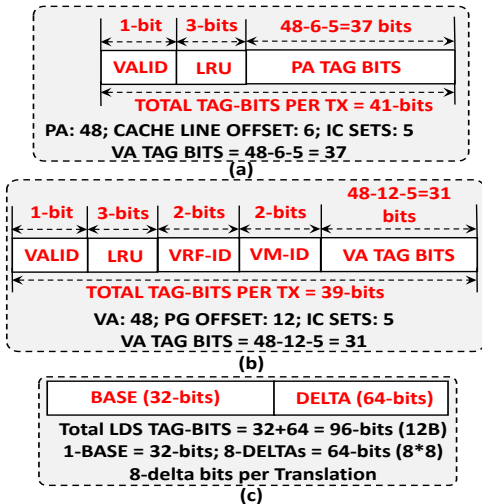 1-bit 3-bits 48-6-5=37 bits
VALID LRU PA TAG BITS
TOTAL TAG-BITS PER TX = 41-bits
PA: 48; CACHE LINE OFFSET: 6; IC SETS: 5
VA TAG BITS = 48-6-5 = 37
(a)
48-12-5=31
1-bit 3-bits 2-bits 2-bits bits
VALID LRU VRF-ID VM-ID VA TAG BITS
TOTAL TAG-BITS PER TX = 39-bits
VA: 48; PG OFFSET: 12; IC SETS: 5
VA TAG BITS = 48-12-5 = 31
(b)
BASE (32-bits) DELTA (64-bits)
Total LDS TAG-BITS = 32+64 = 96-bits (12B)
1-BASE = 32-bits; 8-DELTAs = 64-bits (8*8)
8-delta bits per Translation
(c)